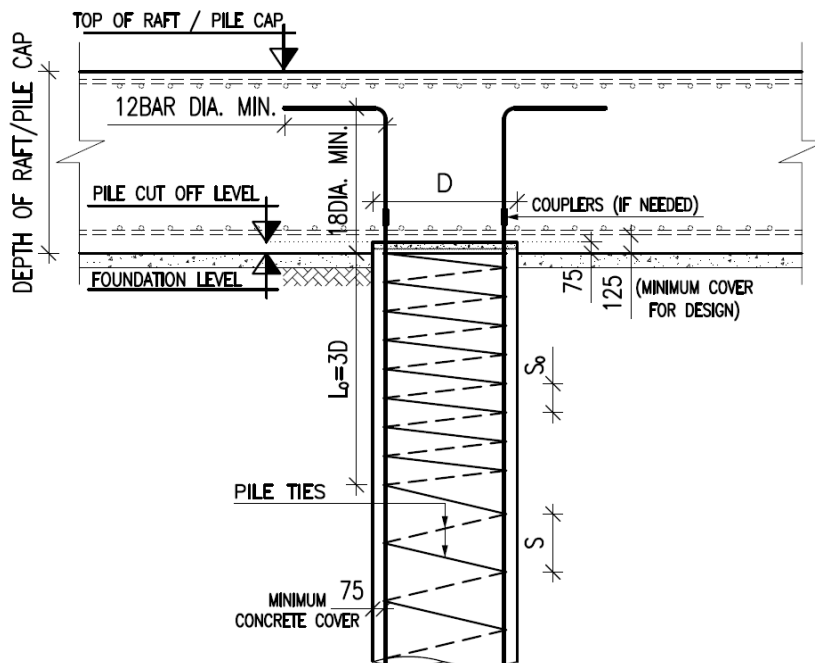 TOP OF RAFT / PILE CAP
DEPTH OF RAFT/PILE CAP
12BAR DIA. MIN.
18DIA. MIN.
D
PILE CUT OFF LEVEL
COUPLERS (IF NEEDED)
FOUNDATION LEVEL
75
125
(MINIMUM COVER
FOR DESIGN)
L₀=3D
S₀
PILE TIES
S
75
MINIMUM
CONCRETE COVER